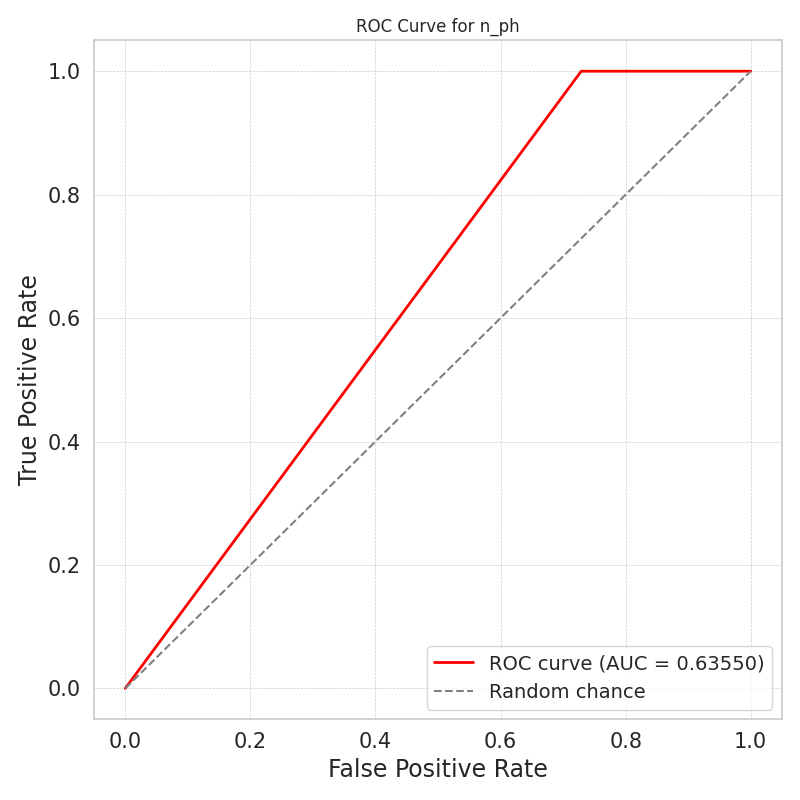 ROC Curve for n_ph
1.0
0.8
0.6
0.4
0.2
0.0
True Positive Rate
ROC curve (AUC = 0.63550)
Random chance
0.0 0.2 0.4 0.6 0.8 1.0
False Positive Rate